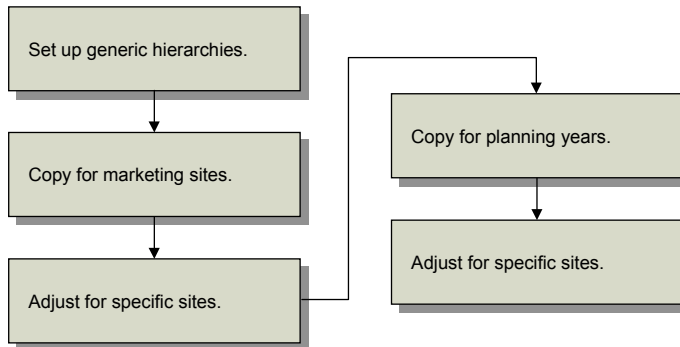 Set up generic hierarchies.
Copy for marketing sites.
Adjust for specific sites.
Copy for planning years.
Adjust for specific sites.